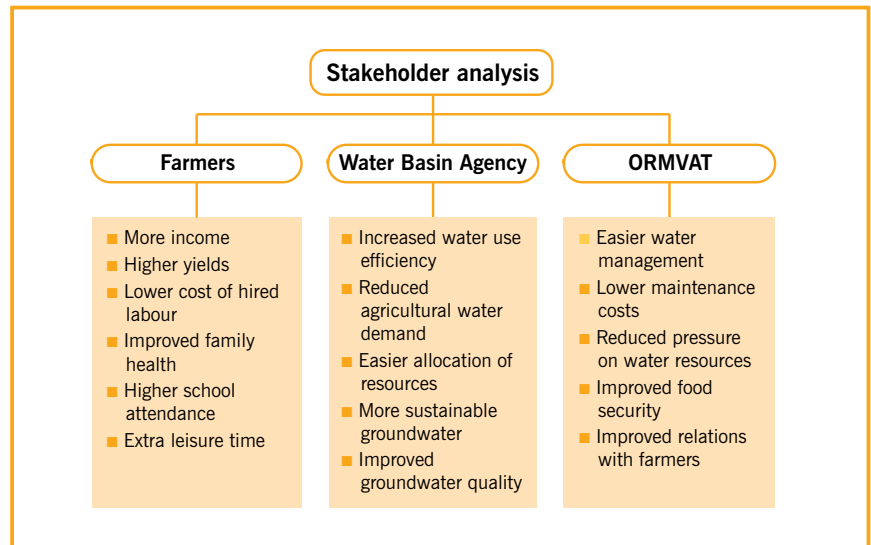 Stakeholder analysis
Farmers
Water Basin Agency
ORMVAT
More income
Higher yields
Lower cost of hired
labour
Improved family
health
Higher school
attendance
Extra leisure time
Increased water use
efficiency
Reduced
agricultural water
demand
Easier allocation of
resources
More sustainable
groundwater
Improved
groundwater quality
Easier water
management
Lower maintenance
costs
Reduced pressure
on water resources
Improved food
security
Improved relations
with farmers